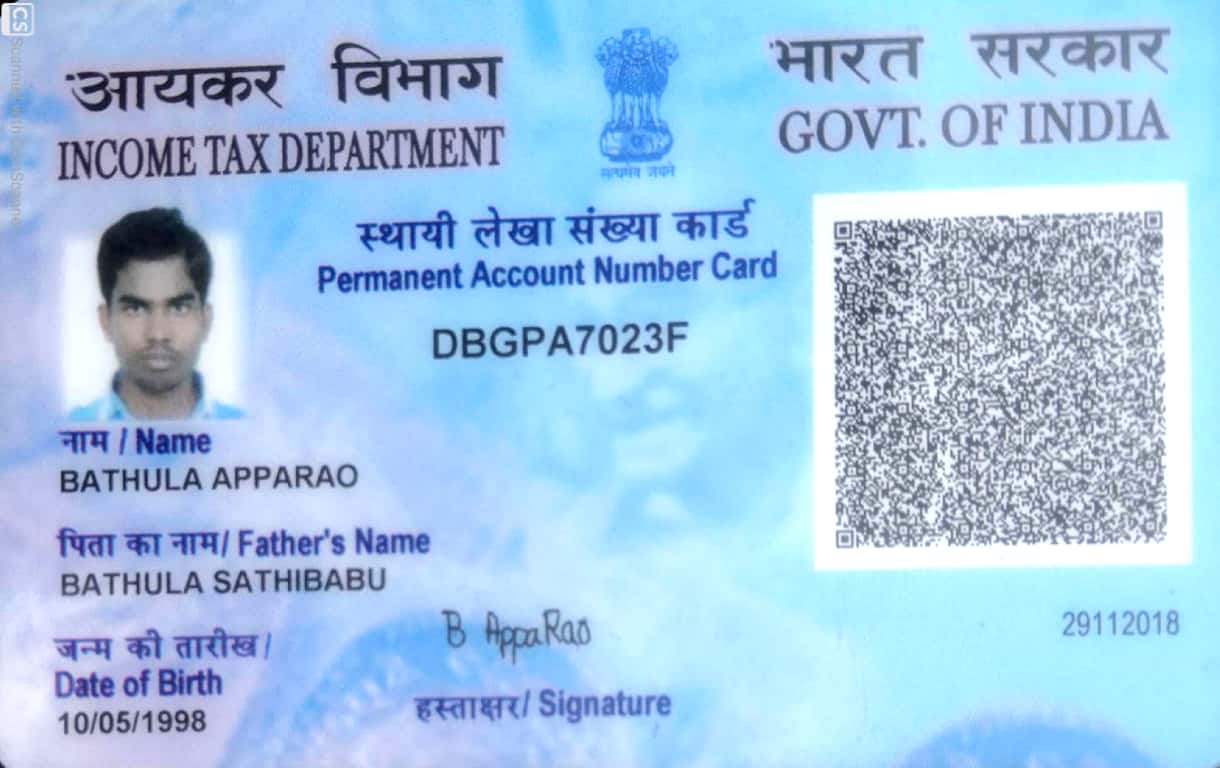 CS
Scanned with CamScanner
आयकर विभाग
INCOME TAX DEPARTMENT
सत्यमेव जयते
भारत सरकार
GOVT. OF INDIA
स्थायी लेखा संख्या कार्ड
Permanent Account Number Card
DBGPA7023F
नाम / Name
BATHULA APPARAO
पिता का नाम/ Father's Name
BATHULA SATHIBABU
जन्म की तारीख/
Date of Birth
10/05/1998
B AppaRao
हस्ताक्षर/ Signature
29112018